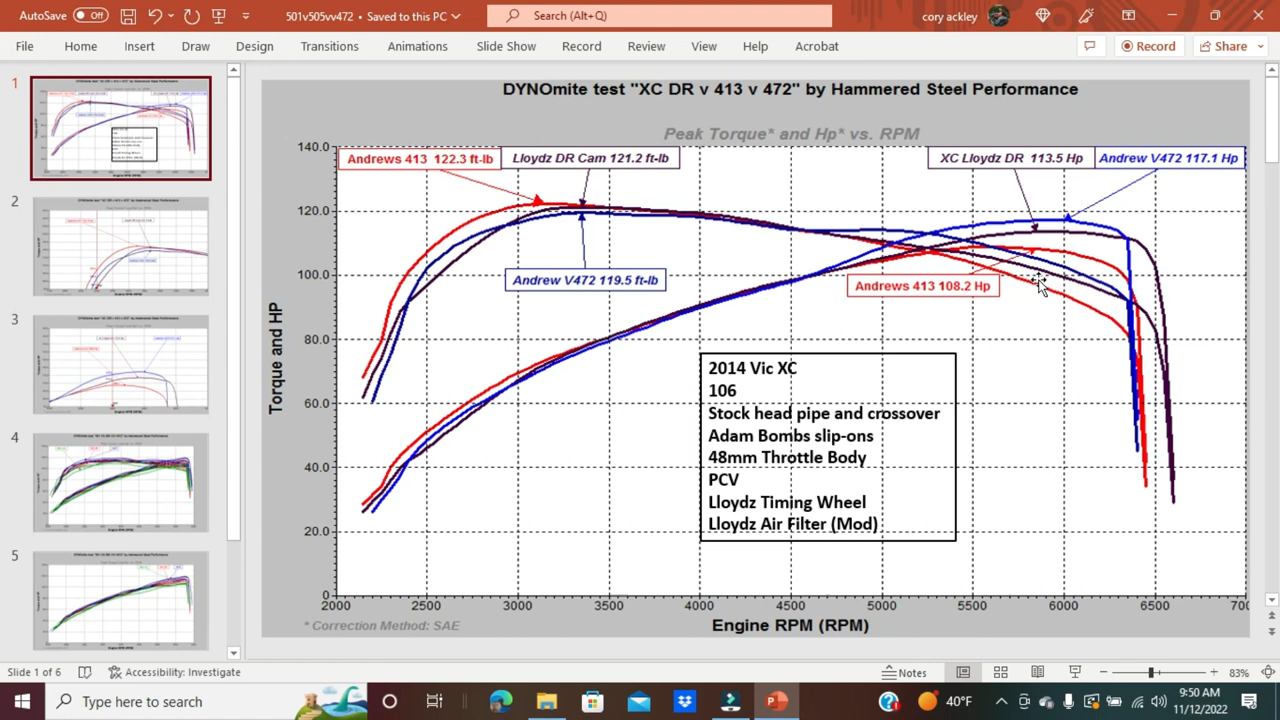 AutoSave Off 501v505vv472 • Saved to this PC Search (Alt+Q) cory ackley
File Home Insert Draw Design Transitions Animations Slide Show Record Review View Help Acrobat Record Share
1
2
3
4
5
DYNOmite test "XC DR v 413 v 472" by Hammered Steel Performance
Peak Torque* and Hp* vs. RPM
Andrews 413 122.3 ft-lb
Lloydz DR Cam 121.2 ft-lb
XC Lloydz DR 113.5 Hp
Andrew V472 117.1 Hp
Andrew V472 119.5 ft-lb
Andrews 413 108.2 Hp
Torque and HP
140.0
120.0
100.0
80.0
60.0
40.0
20.0
0
2014 Vic XC
106
Stock head pipe and crossover
Adam Bombs slip-ons
48mm Throttle Body
PCV
Lloydz Timing Wheel
Lloydz Air Filter (Mod)
2000 2500 3000 3500 4000 4500 5000 5500 6000 6500 700
* Correction Method: SAE
Engine RPM (RPM)
Slide 1 of 6 Accessibility: Investigate Notes 83%
Type here to search 40°F 9:50 AM
11/12/2022